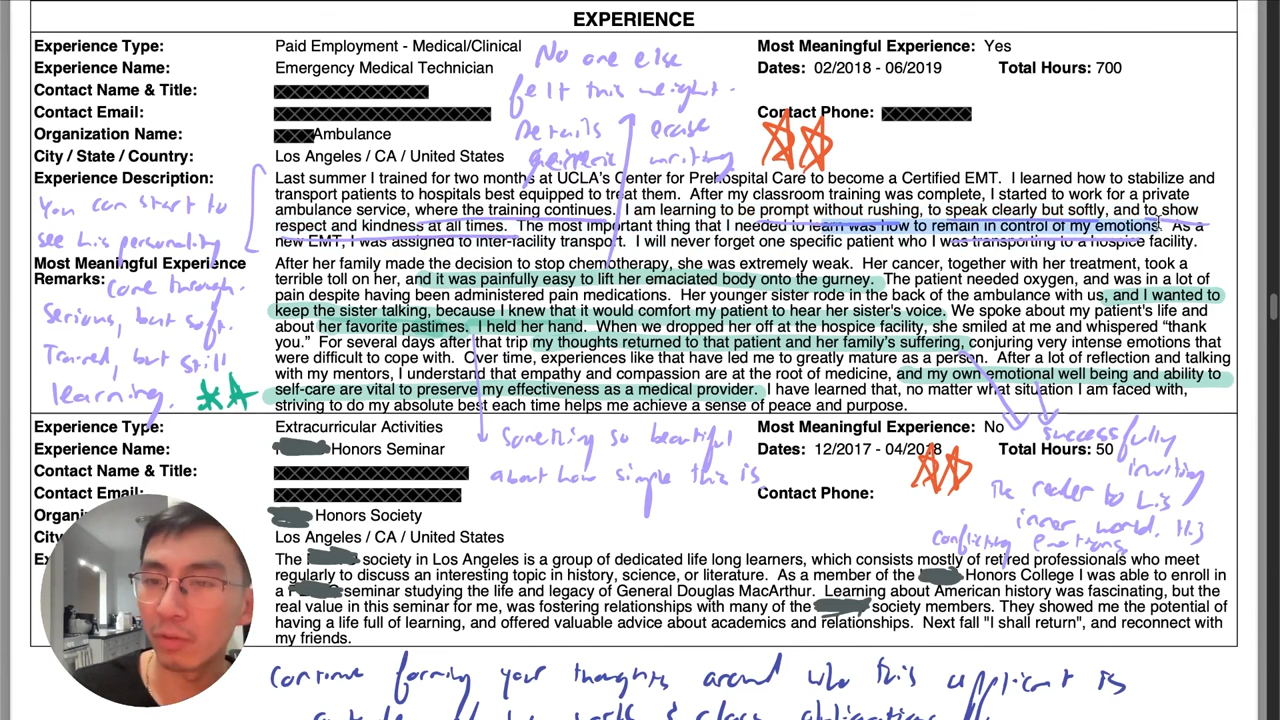 EXPERIENCE
Experience Type: Paid Employment - Medical/Clinical Most Meaningful Experience: Yes
Experience Name: Emergency Medical Technician Dates: 02/2018 - 06/2019 Total Hours: 700
Contact Name & Title:
Contact Email: Contact Phone:
Organization Name: Ambulance
City / State / Country: Los Angeles / CA / United States
No one else
felt this weight.
Details erase
generic writing
Experience Description: Last summer I trained for two months at UCLA's Center for Prehospital Care to become a Certified EMT. I learned how to stabilize and
transport patients to hospitals best equipped to treat them. After my classroom training was complete, I started to work for a private
ambulance service, where the training continues. I am learning to be prompt without rushing, to speak clearly but softly, and to show
respect and kindness at all times. The most important thing that I needed to learn was how to remain in control of my emotions. As a
new EMT, I was assigned to inter-facility transport. I will never forget one specific patient who I was transporting to hospice facility.
You can start to
see his personality
come through.
Serious, but soft.
Trained, but still
learning.
Most Meaningful Experience
Remarks:
After her family made the decision to stop chemotherapy, she was extremely weak. Her cancer, together with her treatment, took a
terrible toll on her, and it was painfully easy to lift her emaciated body onto the gurney. The patient needed oxygen, and was in a lot of
pain despite having been administered pain medications. Her younger sister rode in the back of the ambulance with us, and I wanted to
keep the sister talking, because I knew that it would comfort my patient to hear her sister's voice. We spoke about my patient's life and
about her favorite pastimes. I held her hand. When we dropped her off at the hospice facility, she smiled at me and whispered "thank
you." For several days after that trip my thoughts returned to that patient and her family's suffering, conjuring very intense emotions that
were difficult to cope with. Over time, experiences like that have led me to greatly mature as a person. After a lot of reflection and talking
with my mentors, I understand that empathy and compassion are at the root of medicine, and my own emotional well being and ability to
self-care are vital to preserve my effectiveness as a medical provider. I have learned that, no matter what situation I am faced with,
striving to do my absolute best each time helps me achieve a sense of peace and purpose.
Experience Type: Extracurricular Activities Most Meaningful Experience: No
Experience Name: Honors Seminar Dates: 12/2017 - 04/2018 Total Hours: 50
Contact Name & Title:
Contact Email: Contact Phone:
Organi Honors Society
City Los Angeles / CA / United States
something so beautiful
about how simple this is
successfully
inviting
the reader to his
inner world. His
conflicting emotions
Ex The society in Los Angeles is a group of dedicated life long learners, which consists mostly of retired professionals who meet
regularly to discuss an interesting topic in history, science, or literature. As a member of the Honors College I was able to enroll in
a seminar studying the life and legacy of General Douglas MacArthur. Learning about American history was fascinating, but the
real value in this seminar for me, was fostering relationships with many of the society members. They showed me the potential of
having a life full of learning, and offered valuable advice about academics and relationships. Next fall "I shall return", and reconnect with
my friends.
continue forming your thoughts around who this applicant is